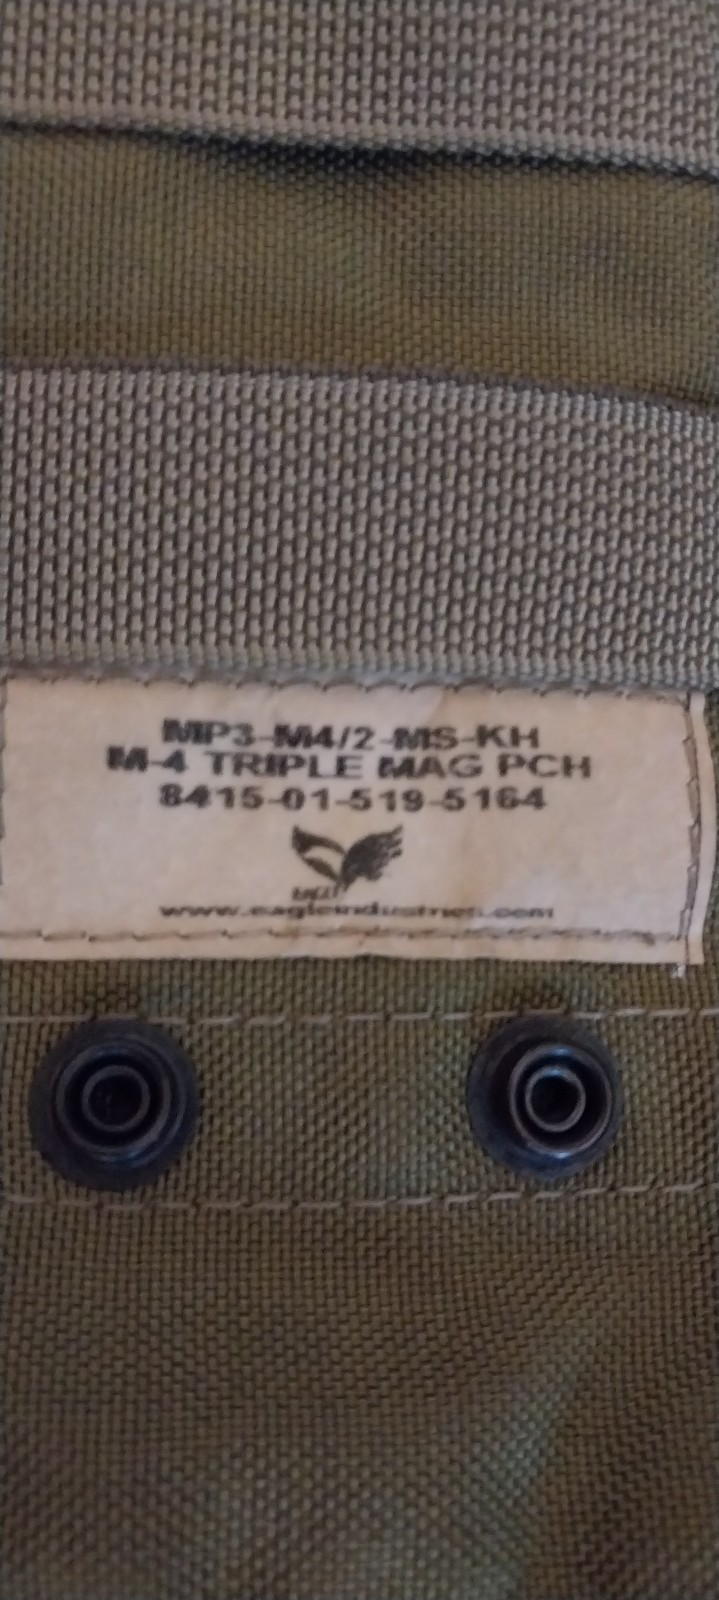 MP3-M4/2-MS-KH
M-4 TRIPLE MAG PCH
8415-01-519-5164
www.eagleindustries.com